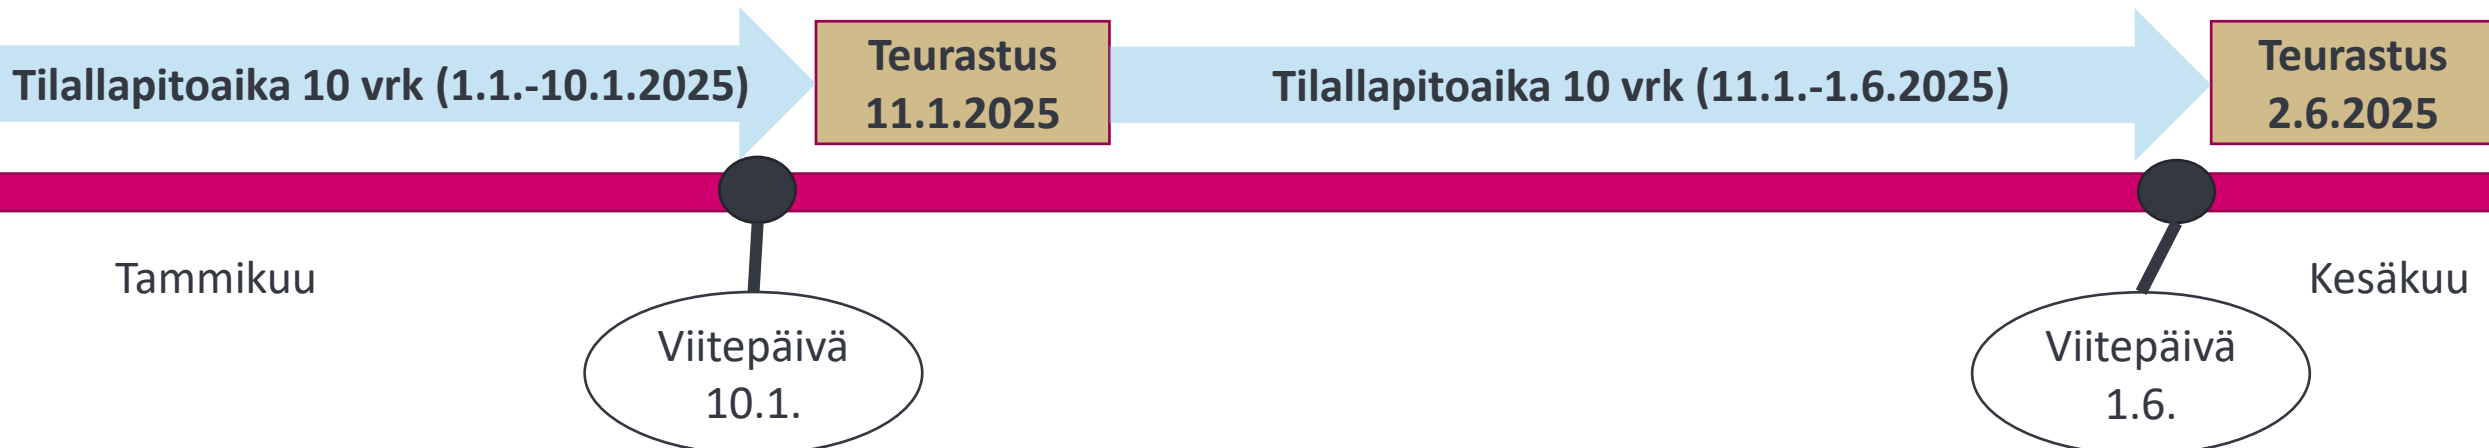 Tilallapitoaika 10 vrk (1.1.-10.1.2025)
Teurastus
11.1.2025
Tilallapitoaika 10 vrk (11.1.-1.6.2025)
Teurastus
2.6.2025
Tammikuu
Kesäkuu
Viitepäivä
10.1.
Viitepäivä
1.6.